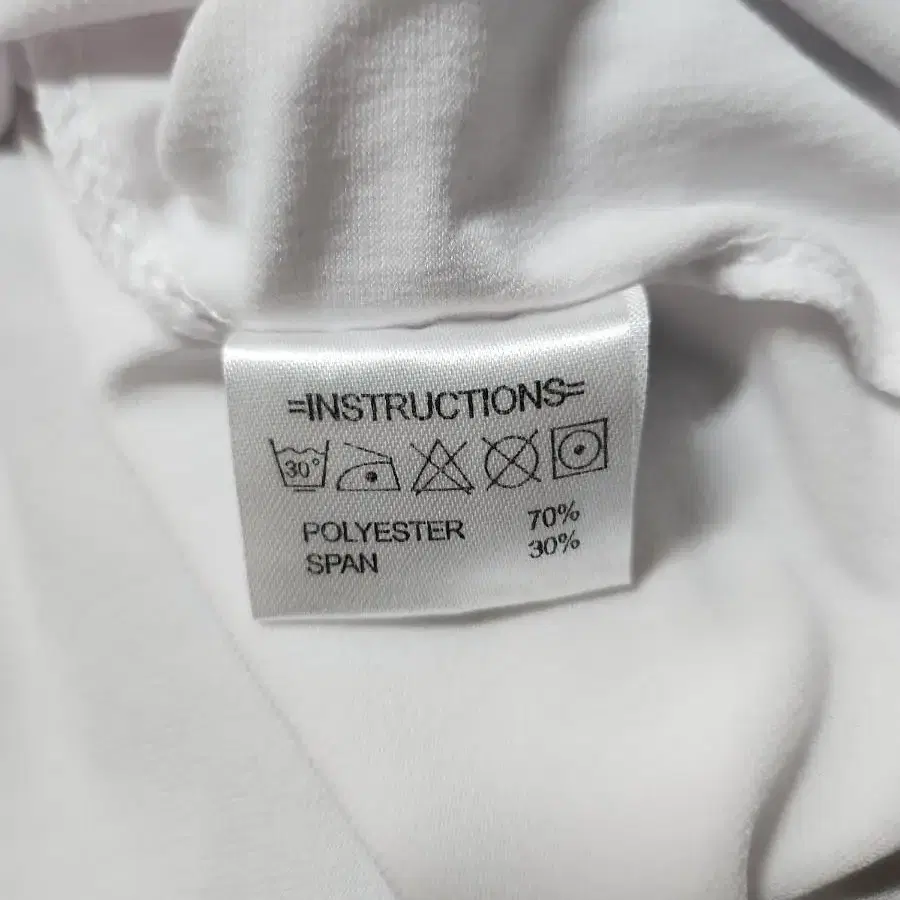 =INSTRUCTIONS=
30°
POLYESTER 70%
SPAN 30%